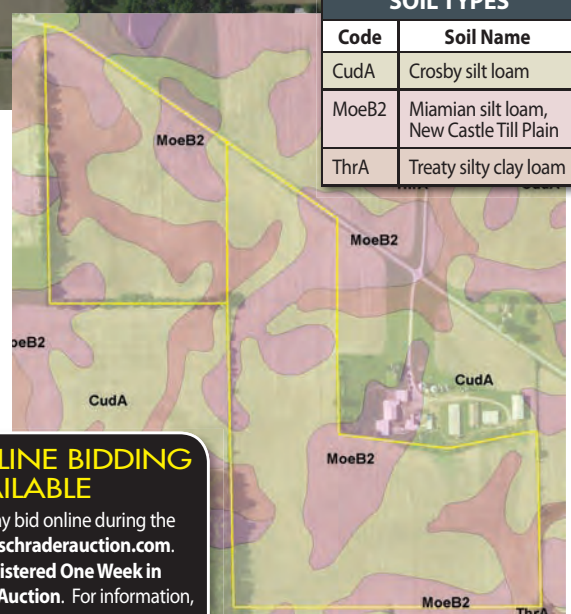 SOIL TYPES
Code Soil Name
CudA Crosby silt loam
MoeB2 Miamian silt loam,
New Castle Till Plain
ThrA Treaty silty clay loam
MoeB2
MoeB2
oeB2
CudA
CudA
MoeB2
MoeB2
ThrA
LINE BIDDING
AILABLE
ay bid online during the
schraderauction.com.
istered One Week in
Auction. For information,